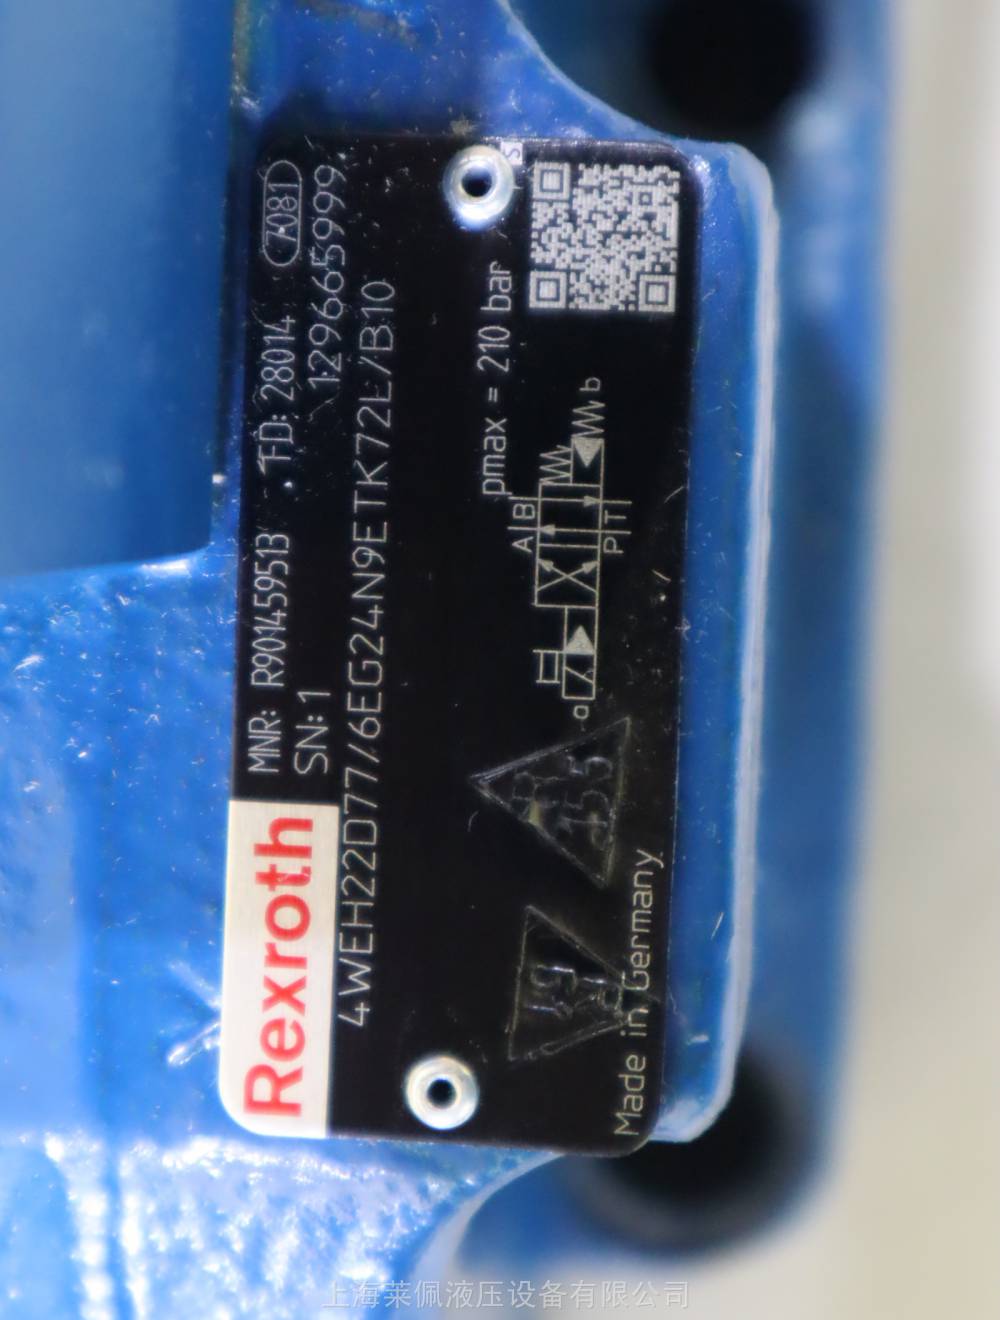 Rexroth
MNR: R901459513 FD: 28014 7081
SN: 1 129665999
4WEH22D77/6EG24N9ETK72L/B10
pmax = 210 bar
A B
a b
P T
Made in Germany
上海莱佩液压设备有限公司